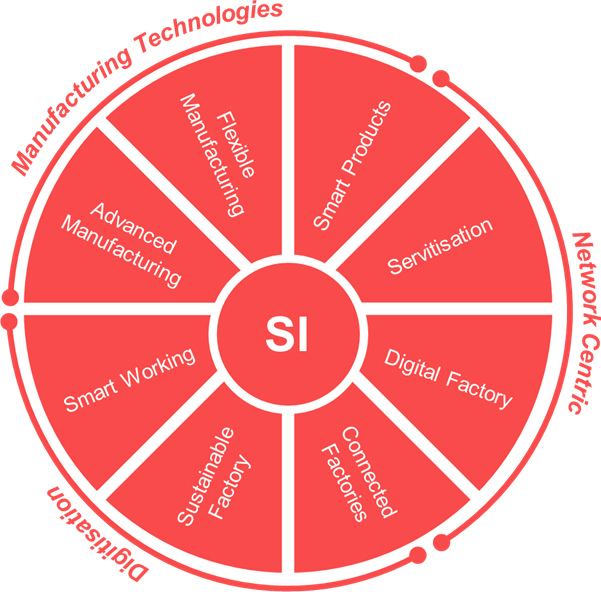 Manufacturing Technologies
Flexible
Manufacturing
Smart Products
Advanced
Manufacturing
Servitisation
Network Centric
SI
Smart Working
Digital Factory
Sustainable
Factory
Connected
Factories
Digitisation